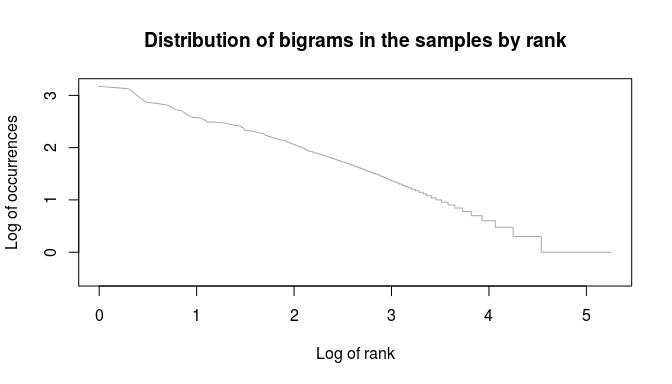 Distribution of bigrams in the samples by rank
Log of occurrences
3
2
1
0
0 1 2 3 4 5
Log of rank